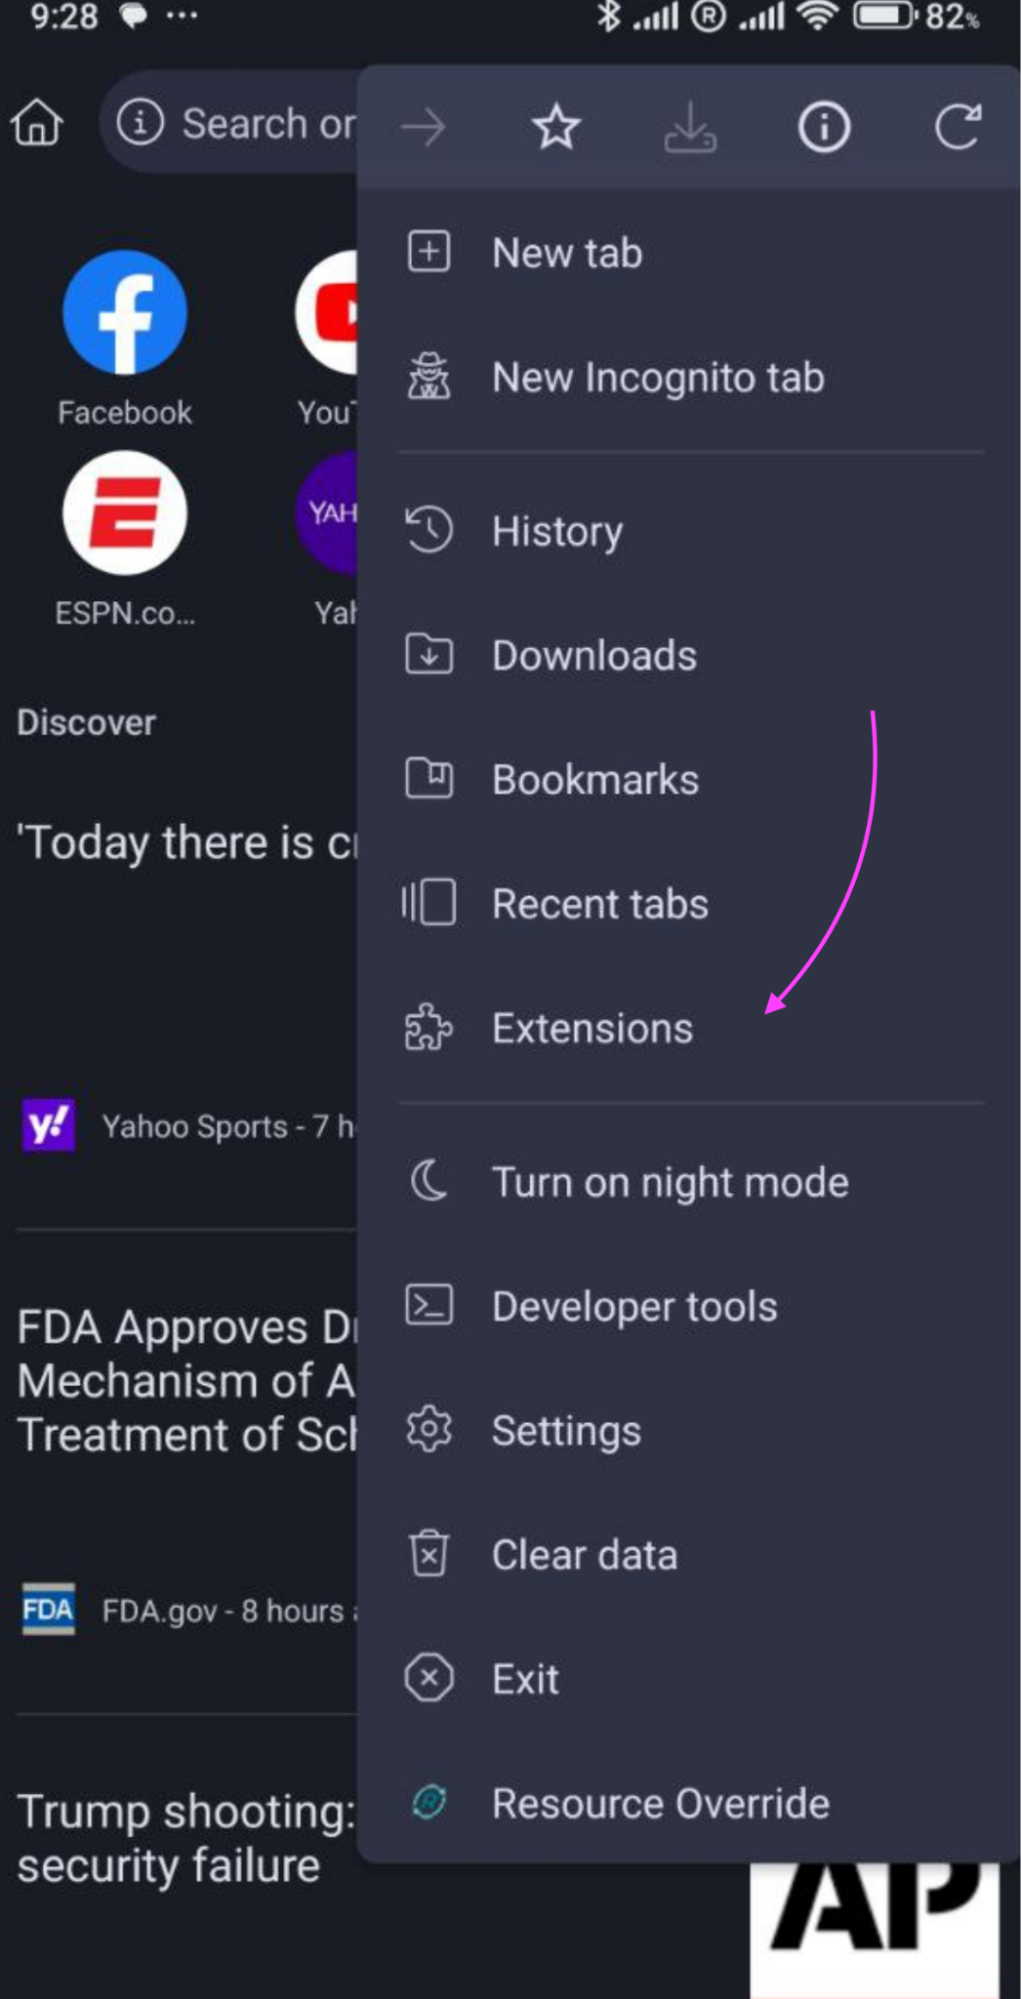 9:28
82%
Search or
New tab
New Incognito tab
Facebook
You
YAH
ESPN.co...
Yah
History
Downloads
Discover
Bookmarks
'Today there is c
Recent tabs
Extensions
y!
Yahoo Sports - 7 h
Turn on night mode
Developer tools
FDA Approves D
Mechanism of A
Treatment of Sch
Settings
Clear data
FDA
FDA.gov - 8 hours
Exit
Resource Override
Trump shooting:
security failure
AP